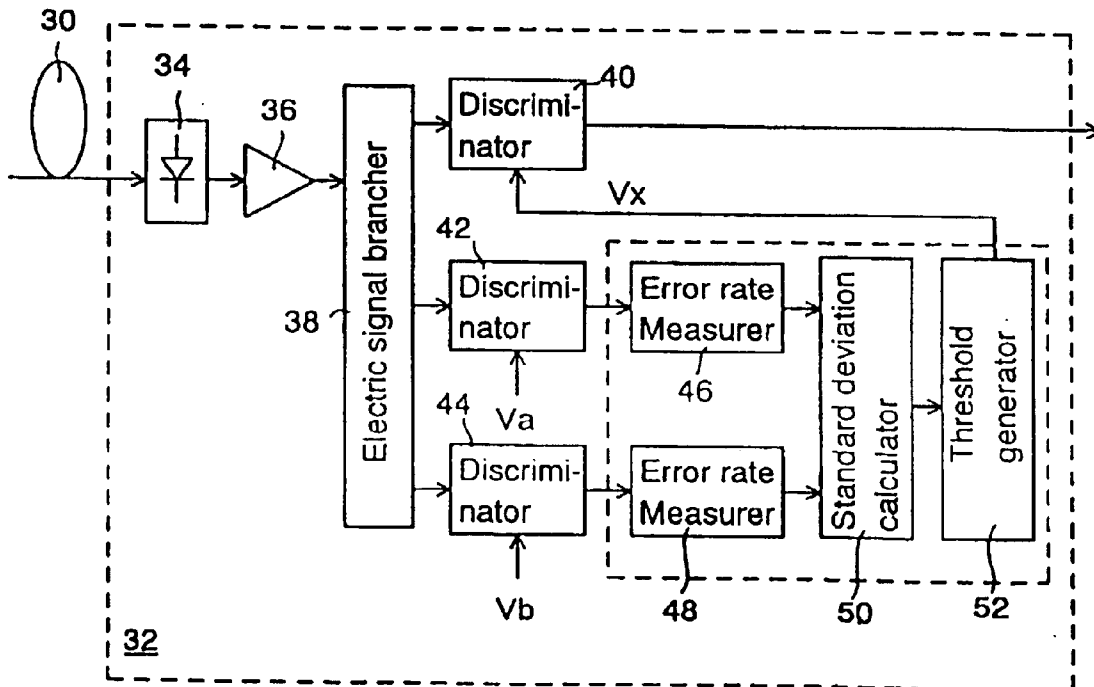 30
34
36
40
Discrimi-
nator
Vx
42
Discrimi-
nator
Va
38
Electric signal brancher
Error rate
Measurer
46
44
Discrimi-
nator
Vb
Error rate
Measurer
48
Standard deviation
calculator
50
Threshold
generator
52
32